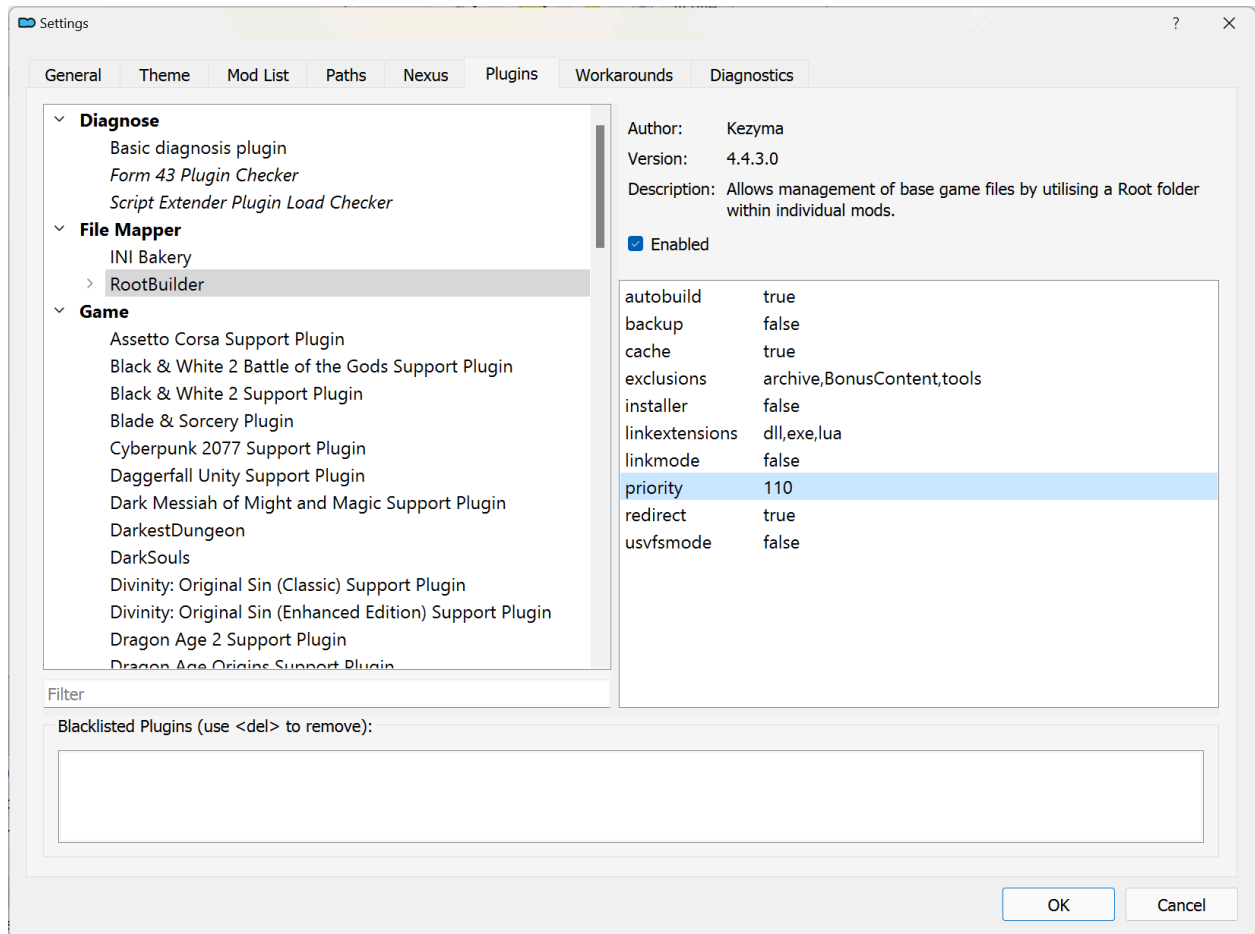 Settings
?
General Theme Mod List Paths Nexus Plugins Workarounds Diagnostics
Diagnose
Basic diagnosis plugin
Form 43 Plugin Checker
Script Extender Plugin Load Checker
File Mapper
INI Bakery
RootBuilder
Game
Assetto Corsa Support Plugin
Black & White 2 Battle of the Gods Support Plugin
Black & White 2 Support Plugin
Blade & Sorcery Plugin
Cyberpunk 2077 Support Plugin
Daggerfall Unity Support Plugin
Dark Messiah of Might and Magic Support Plugin
DarkestDungeon
DarkSouls
Divinity: Original Sin (Classic) Support Plugin
Divinity: Original Sin (Enhanced Edition) Support Plugin
Dragon Age 2 Support Plugin
Dragon Age Origins Support Plugin
Filter
Author: Kezyma
Version: 4.4.3.0
Description: Allows management of base game files by utilising a Root folder
within individual mods.
Enabled
autobuild true
backup false
cache true
exclusions archive,BonusContent,tools
installer false
linkextensions dll,exe,lua
linkmode false
priority 110
redirect true
usvfsmode false
Blacklisted Plugins (use <del> to remove):
OK Cancel